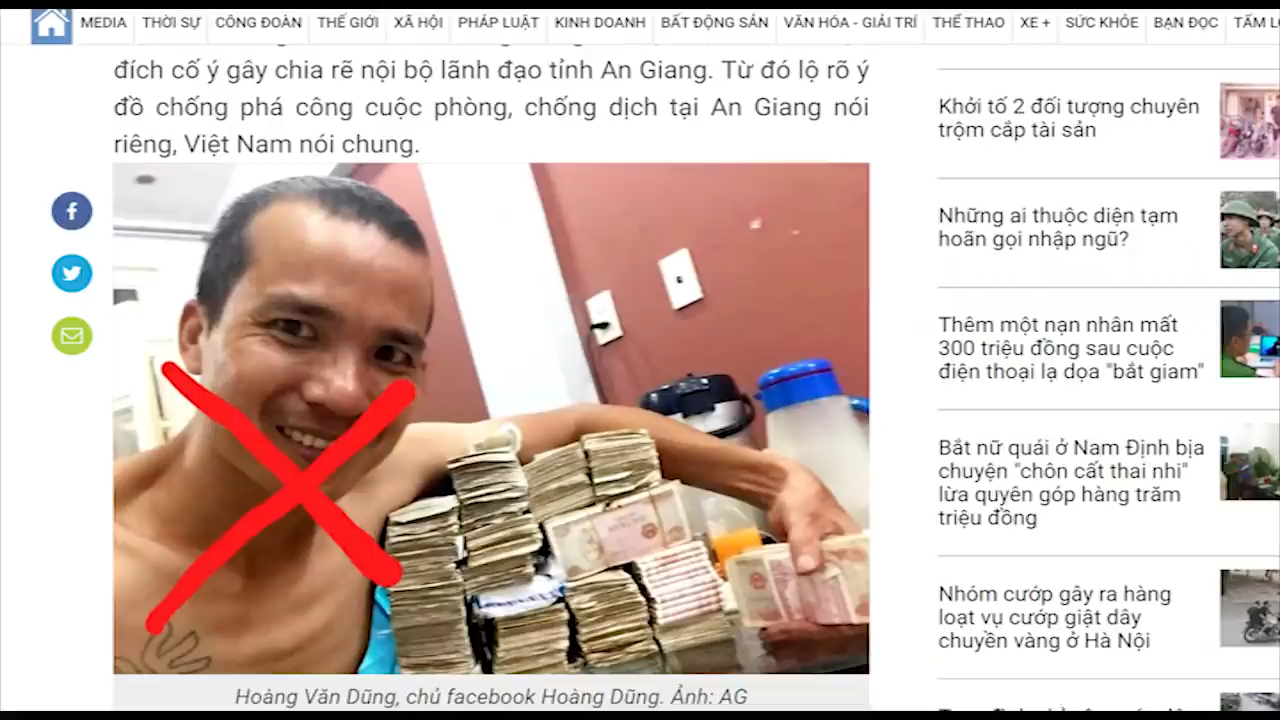 MEDIA THỜI SỰ CÔNG ĐOÀN THẾ GIỚI XÃ HỘI PHÁP LUẬT KINH DOANH BẤT ĐỘNG SẢN VĂN HÓA - GIẢI TRÍ THỂ THAO XE + SỨC KHỎE BẠN ĐỌC TẤM
đích cố ý gây chia rẽ nội bộ lãnh đạo tỉnh An Giang. Từ đó lộ rõ ý
đồ chống phá công cuộc phòng, chống dịch tại An Giang nói
riêng, Việt Nam nói chung.
Hoàng Văn Dũng, chủ facebook Hoàng Dũng. Ảnh: AG
Khởi tố 2 đối tượng chuyên
trộm cắp tài sản
Những ai thuộc diện tạm
hoãn gọi nhập ngũ?
Thêm một nạn nhân mất
300 triệu đồng sau cuộc
điện thoại lạ dọa "bắt giam"
Bắt nữ quái ở Nam Định bịa
chuyện "chôn cất thai nhi"
lừa quyên góp hàng trăm
triệu đồng
Nhóm cướp gây ra hàng
loạt vụ cướp giật dây
chuyền vàng ở Hà Nội